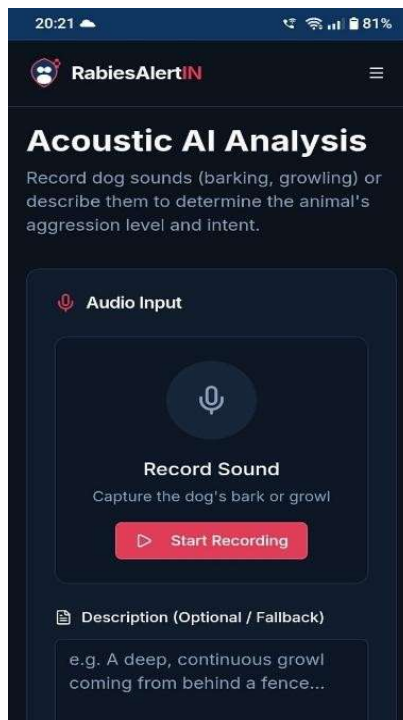 20:21 81%
RabiesAlertIN
Acoustic AI Analysis
Record dog sounds (barking, growling) or
describe them to determine the animal's
aggression level and intent.
Audio Input
Record Sound
Capture the dog's bark or growl
Start Recording
Description (Optional / Fallback)
e.g. A deep, continuous growl
coming from behind a fence...